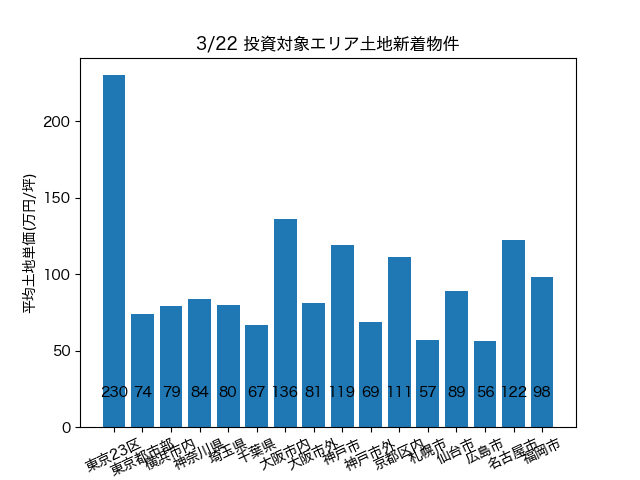 3/22 投資対象エリア土地新着物件
平均土地単価(万円/坪)
200
150
100
50
0
230 74 79 84 80 67 136 81 119 69 111 57 89 56 122 98
東京23区
東京都市部
横浜市内
神奈川県
埼玉県
千葉県
大阪市内
大阪市外
神戸市
神戸市外
京都区内
札幌市
仙台市
広島市
名古屋市
福岡市